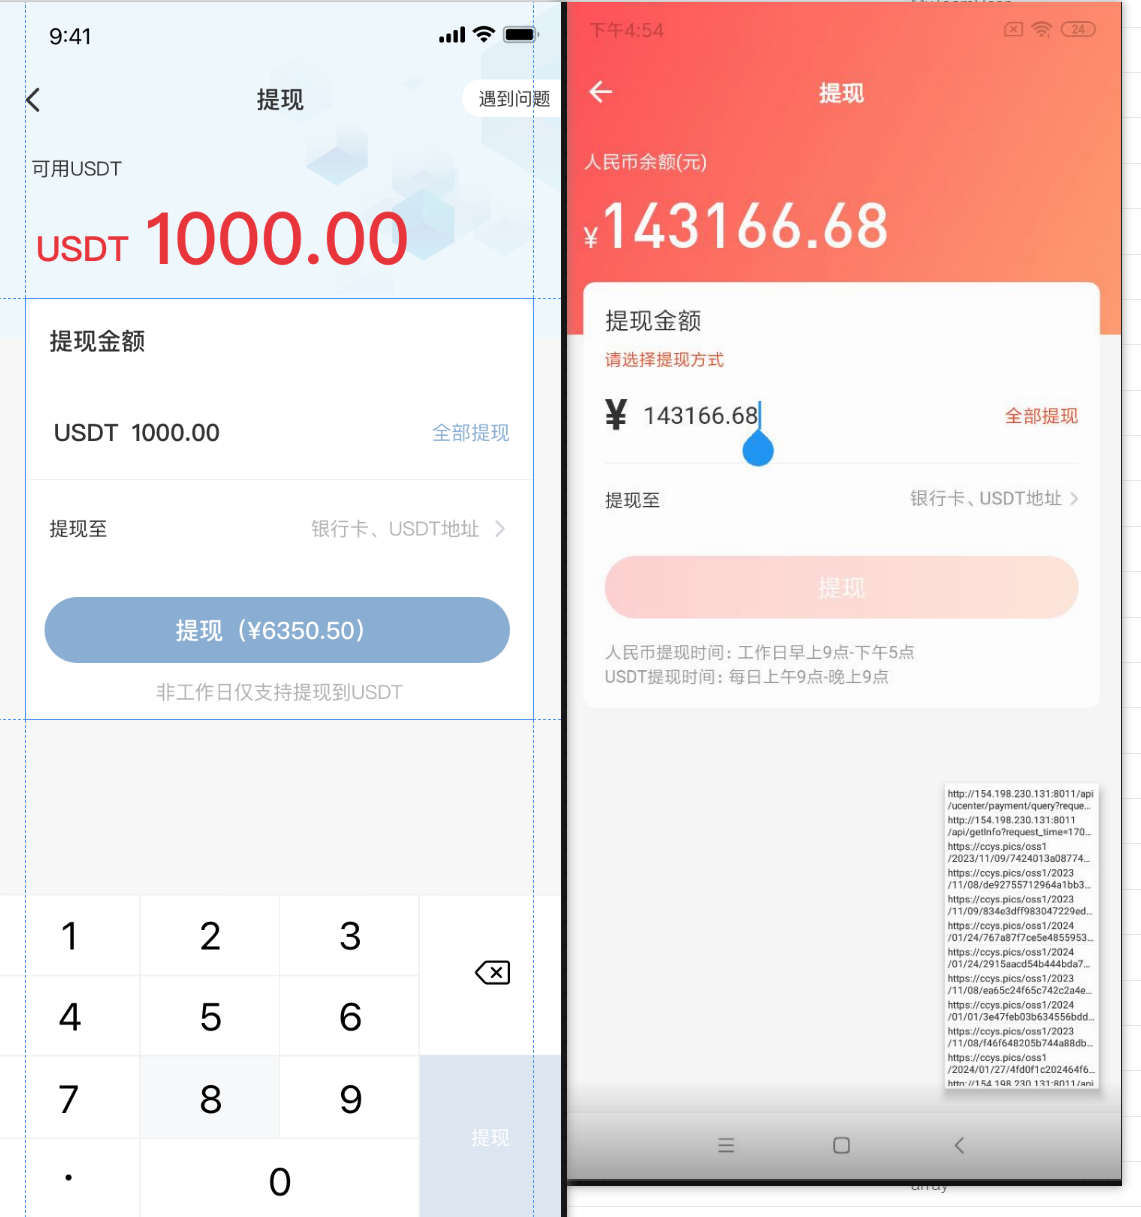 9:41
提现
遇到问题
可用USDT
USDT 1000.00
提现金额
USDT 1000.00
全部提现
提现至
银行卡、USDT地址
提现（¥6350.50）
非工作日仅支持提现到USDT
1
2
3
4
5
6
7
8
9
提现
.
0
下午4:54
24
提现
人民币余额(元)
¥143166.68
提现金额
请选择提现方式
¥ 143166.68
全部提现
提现至
银行卡、USDT地址
提现
人民币提现时间：工作日早上9点-下午5点
USDT提现时间：每日上午9点-晚上9点
http://154.198.230.131:8011/api
/ucenter/payment/query?reque...
http://154.198.230.131:8011
/api/getInfo?request_time=170...
https://ccys.pics/oss1
/2023/11/09/7424013a08774...
https://ccys.pics/oss1/2023
/11/08/de92755712964a1bb3...
https://ccys.pics/oss1/2023
/11/09/834e3dff983047229ed...
https://ccys.pics/oss1/2024
/01/24/767a87f7ce5e4855953...
https://ccys.pics/oss1/2024
/01/24/2915aacd54b444bda7...
https://ccys.pics/oss1/2023
/11/08/ea65c24f65c742c2a4e...
https://ccys.pics/oss1/2024
/01/01/3e47feb03b634556bdd...
https://ccys.pics/oss1/2023
/11/08/f46f648205b744a88db...
https://ccys.pics/oss1
/2024/01/27/4fd0f1c202464f6...
http://154.198.230.131:8011/api
array